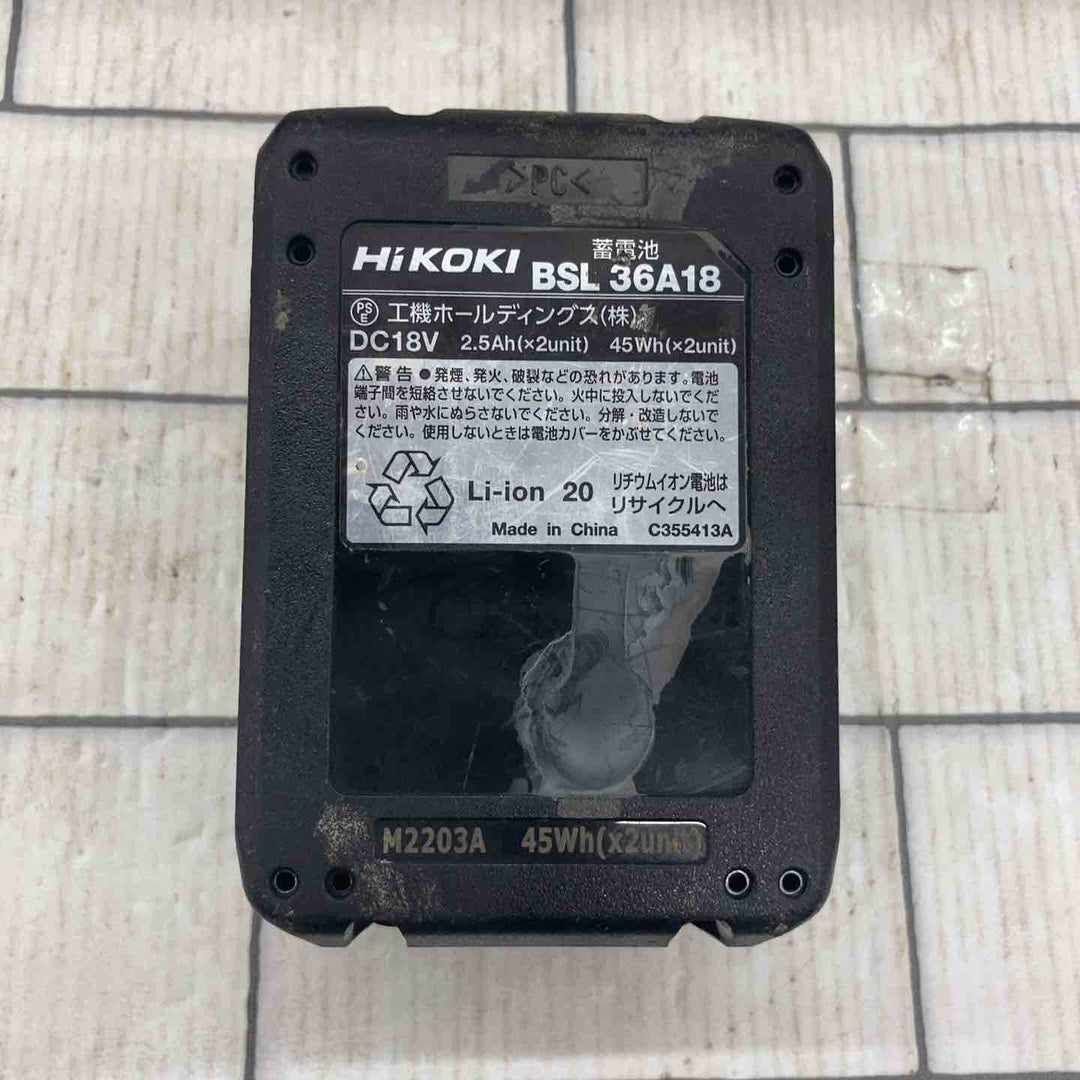 >PC<
HiKOKI 蓄電池
BSL 36A18
PSE 工機ホールディングス(株)
DC18V 2.5Ah(×2unit) 45Wh(×2unit)
⚠警告 ●発煙、発火、破裂などの恐れがあります。電池
端子間を短絡させないでください。火中に投入しないでくだ
さい。雨や水にぬらさないでください。分解・改造しないで
ください。使用しないときは電池カバーをかぶせてください。
Li-ion 20 リチウムイオン電池は
リサイクルへ
Made in China C355413A
M2203A 45Wh(x2unit)